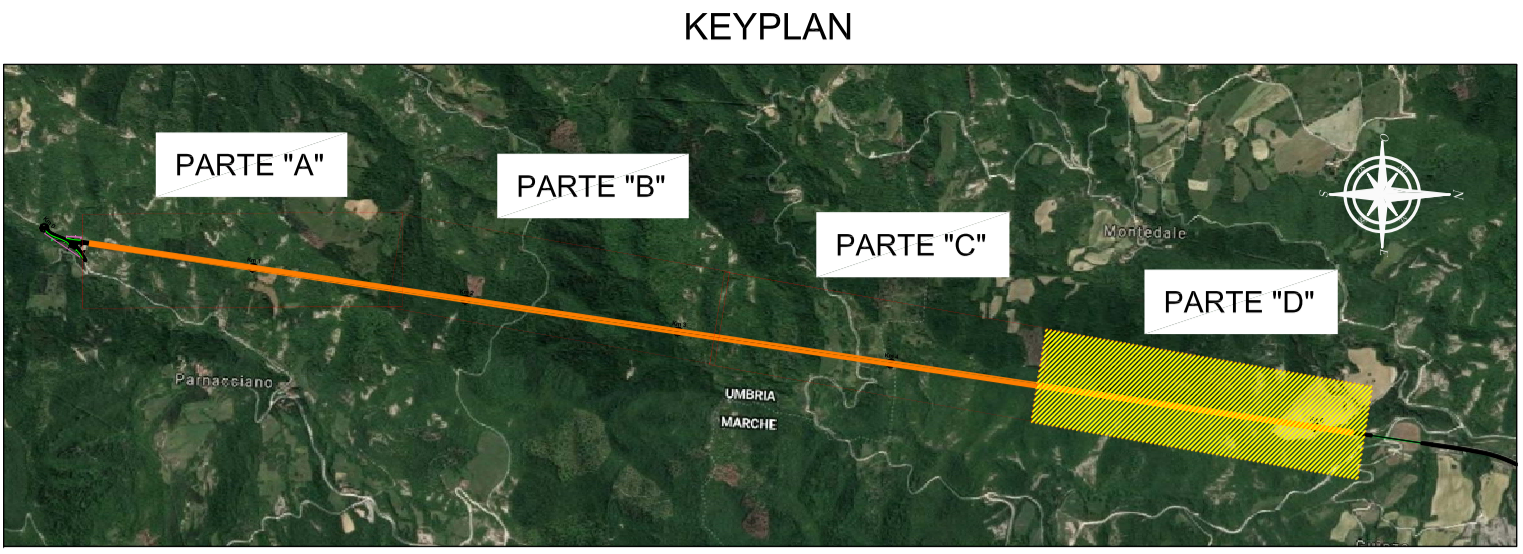 KEYPLAN
PARTE "A"
PARTE "B"
PARTE "C"
PARTE "D"
Montedale
Parnacciano
UMBRIA
MARCHE
O
S
N
E